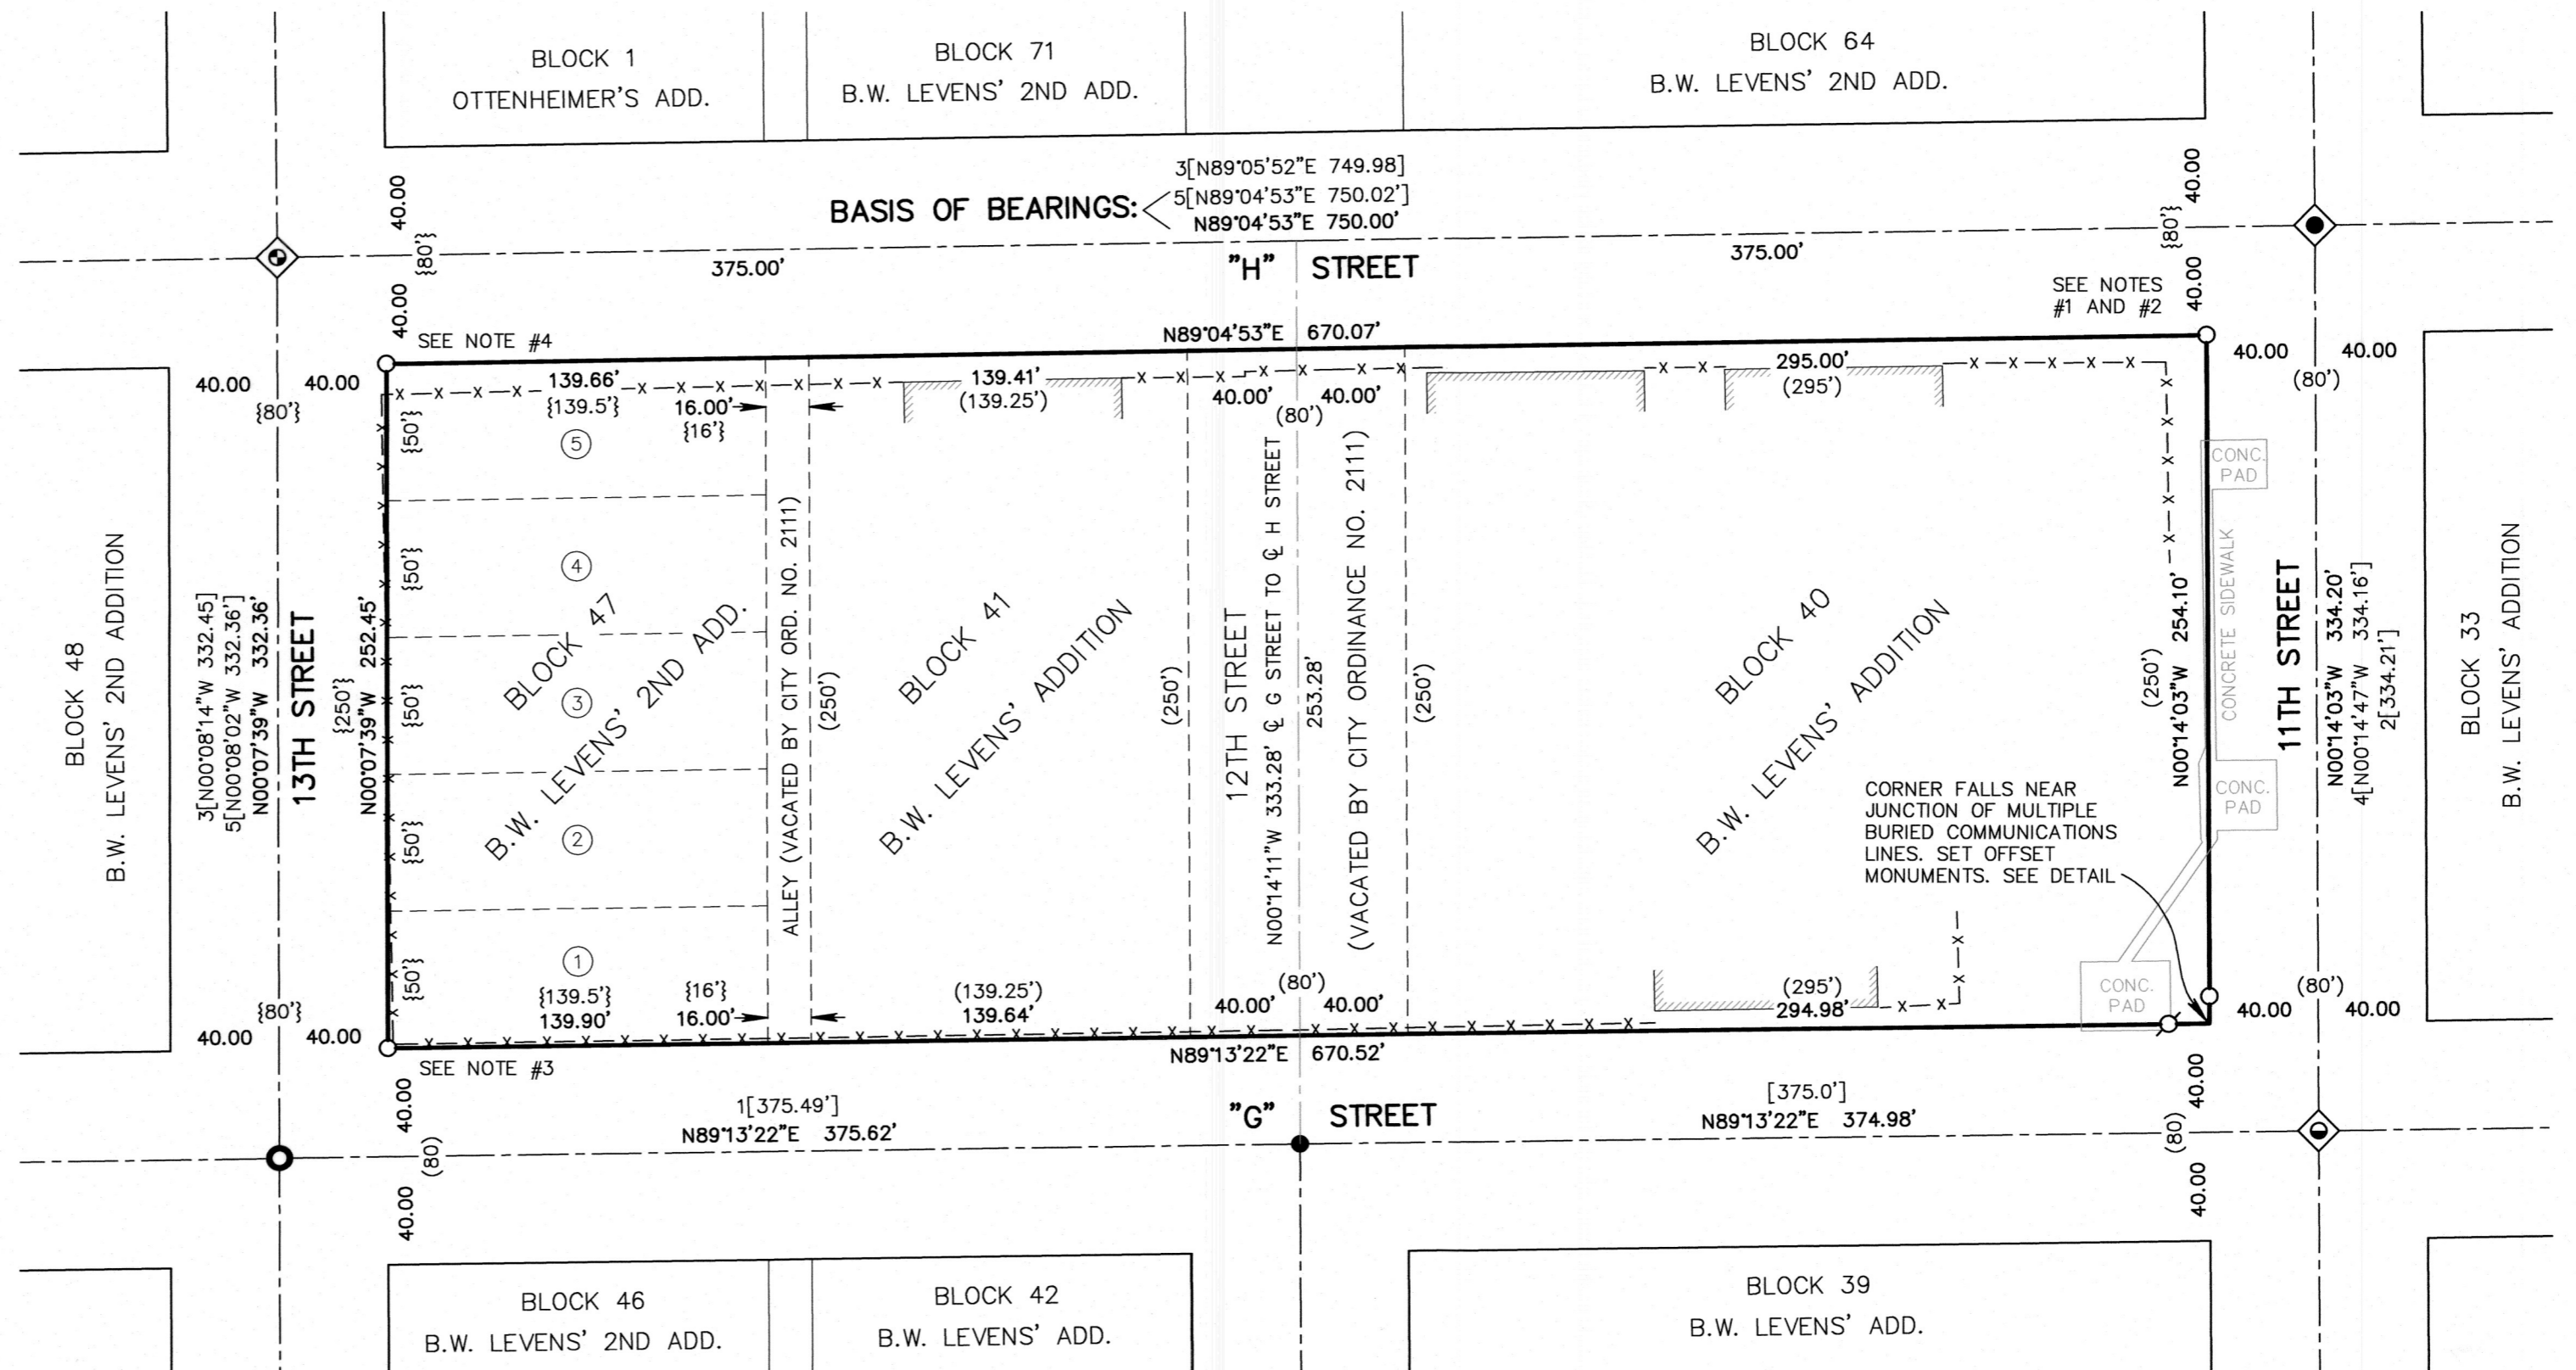 BLOCK 1
OTTENHEIMER'S ADD.
BLOCK 71
B.W. LEVENS' 2ND ADD.
BLOCK 64
B.W. LEVENS' 2ND ADD.
40.00
{80'}
40.00
BASIS OF BEARINGS:
3[N89°05'52"E 749.98]
5[N89°04'53"E 750.02']
N89°04'53"E 750.00'
375.00'
"H" STREET
375.00'
40.00
{80'}
40.00
SEE NOTES
#1 AND #2
SEE NOTE #4
N89°04'53"E 670.07'
40.00 40.00
{80'}
139.66'
{139.5'}
16.00'
{16'}
139.41'
(139.25')
40.00' 40.00'
(80')
295.00'
(295')
40.00 40.00
(80')
BLOCK 48
B.W. LEVENS' 2ND ADDITION
3[N00°08'14"W 332.45]
5[N00°08'02"W 332.36']
N00°07'39"W 332.36'
13TH STREET
{250'}
N00°07'39"W 252.45'
{50'}
{50'}
{50'}
{50'}
{50'}
5
4
3
2
1
BLOCK 47
B.W. LEVENS' 2ND ADD.
ALLEY (VACATED BY CITY ORD. NO. 2111)
(250')
BLOCK 41
B.W. LEVENS' ADDITION
(250')
12TH STREET
N00°14'11"W 333.28' ℄ G STREET TO ℄ H STREET
253.28'
(VACATED BY CITY ORDINANCE NO. 2111)
(250')
BLOCK 40
B.W. LEVENS' ADDITION
CORNER FALLS NEAR
JUNCTION OF MULTIPLE
BURIED COMMUNICATIONS
LINES. SET OFFSET
MONUMENTS. SEE DETAIL
(250')
N00°14'03"W 254.10'
CONC.
PAD
CONCRETE SIDEWALK
CONC.
PAD
CONC.
PAD
11TH STREET
N00°14'03"W 334.20'
4[N00°14'47"W 334.16']
2[334.21']
BLOCK 33
B.W. LEVENS' ADDITION
{80'}
40.00 40.00
{139.5'}
139.90'
{16'}
16.00'
(139.25')
139.64'
(80')
40.00' 40.00'
(295')
294.98'
(80')
40.00 40.00
SEE NOTE #3
N89°13'22"E 670.52'
40.00
(80)
40.00
1[375.49']
N89°13'22"E 375.62'
"G" STREET
[375.0']
N89°13'22"E 374.98'
40.00
(80)
40.00
BLOCK 46
B.W. LEVENS' 2ND ADD.
BLOCK 42
B.W. LEVENS' ADD.
BLOCK 39
B.W. LEVENS' ADD.